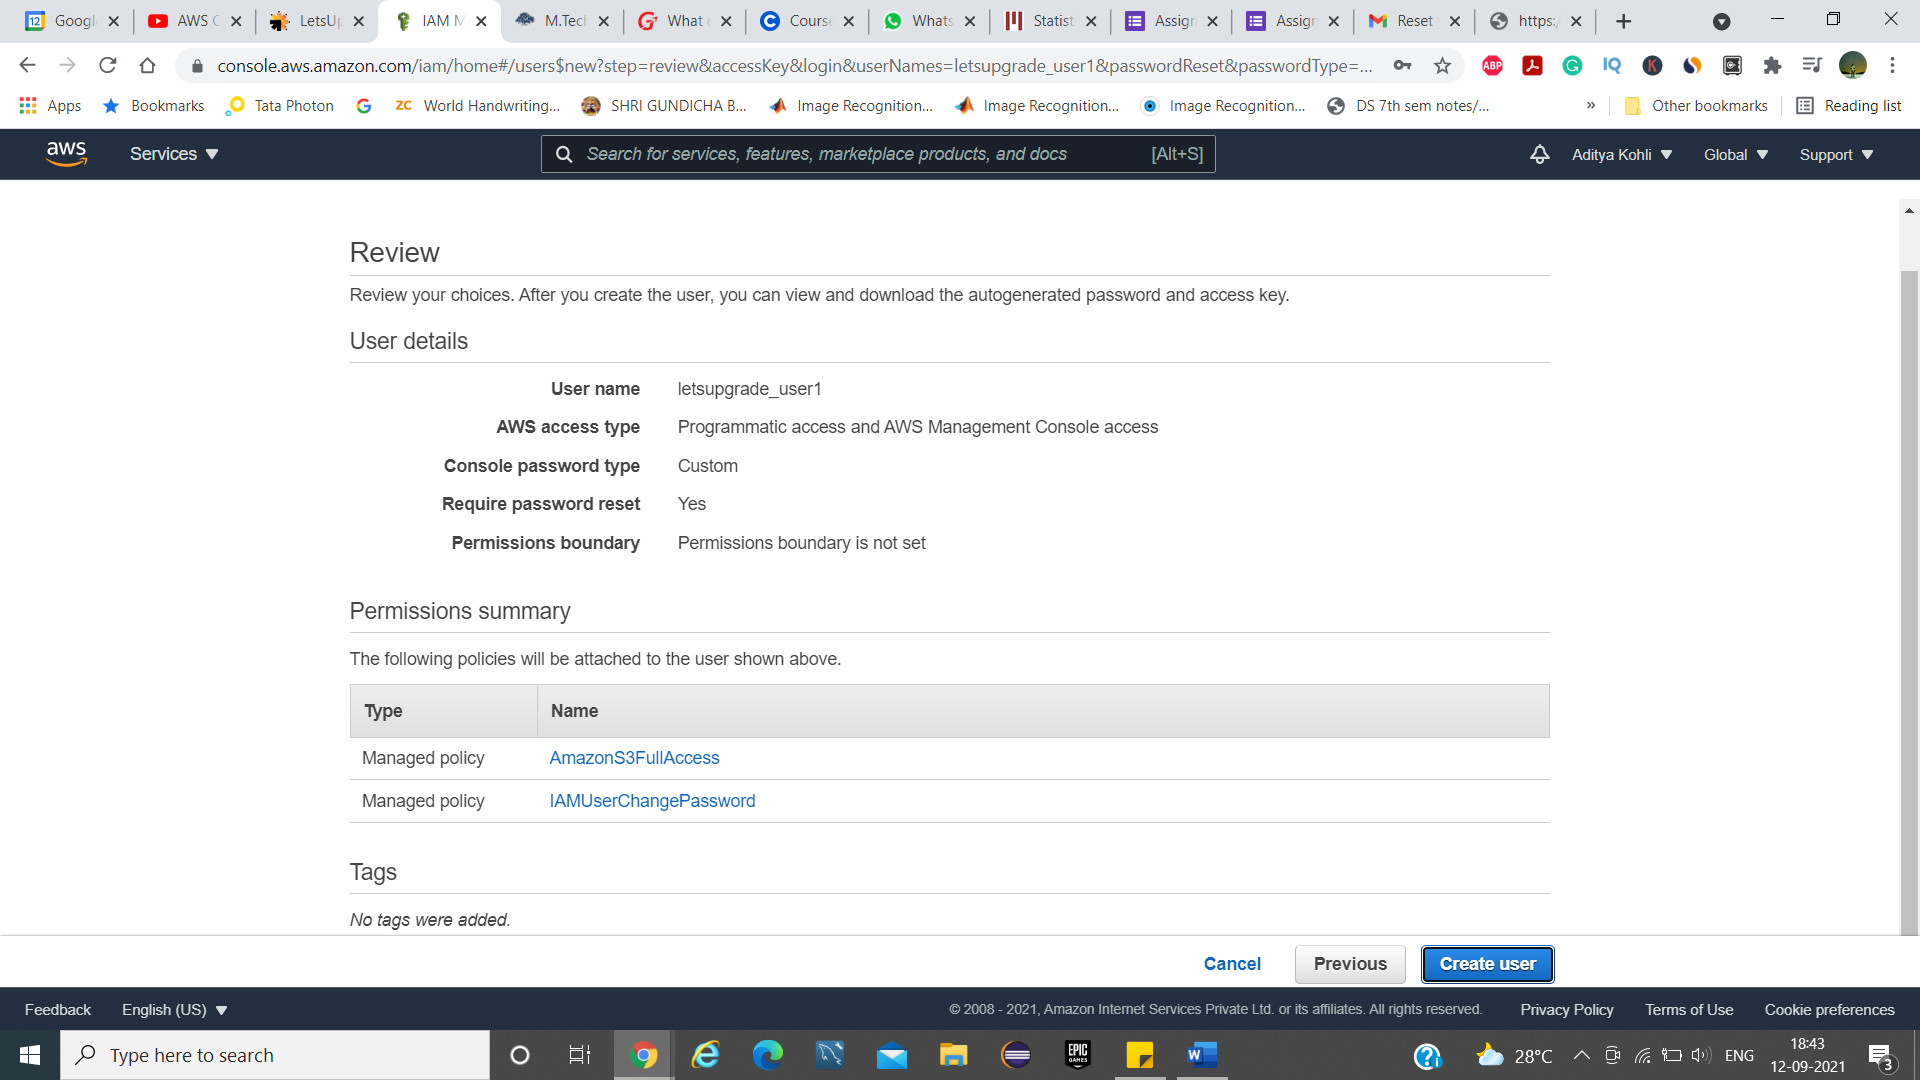 Googl
AWS C
LetsUp
IAM M
M.Tech
What
Course
Whats
Statist
Assign
Assign
Reset
https:/
console.aws.amazon.com/iam/home#/users$new?step=review&accessKey&login&userNames=letsupgrade_user1&passwordReset&passwordType=...
ABP
IQ
K
Apps
Bookmarks
Tata Photon
ZC World Handwriting...
SHRI GUNDICHA B...
Image Recognition...
Image Recognition...
Image Recognition...
DS 7th sem notes/...
»
Other bookmarks
Reading list
aws
Services
Search for services, features, marketplace products, and docs [Alt+S]
Aditya Kohli
Global
Support
Review
Review your choices. After you create the user, you can view and download the autogenerated password and access key.
User details
User name letsupgrade_user1
AWS access type Programmatic access and AWS Management Console access
Console password type Custom
Require password reset Yes
Permissions boundary Permissions boundary is not set
Permissions summary
The following policies will be attached to the user shown above.
Type Name
Managed policy AmazonS3FullAccess
Managed policy IAMUserChangePassword
Tags
No tags were added.
Cancel Previous Create user
Feedback English (US) © 2008 - 2021, Amazon Internet Services Private Ltd. or its affiliates. All rights reserved. Privacy Policy Terms of Use Cookie preferences
Type here to search
EPIC
GAMES
28°C
ENG
18:43
12-09-2021
3